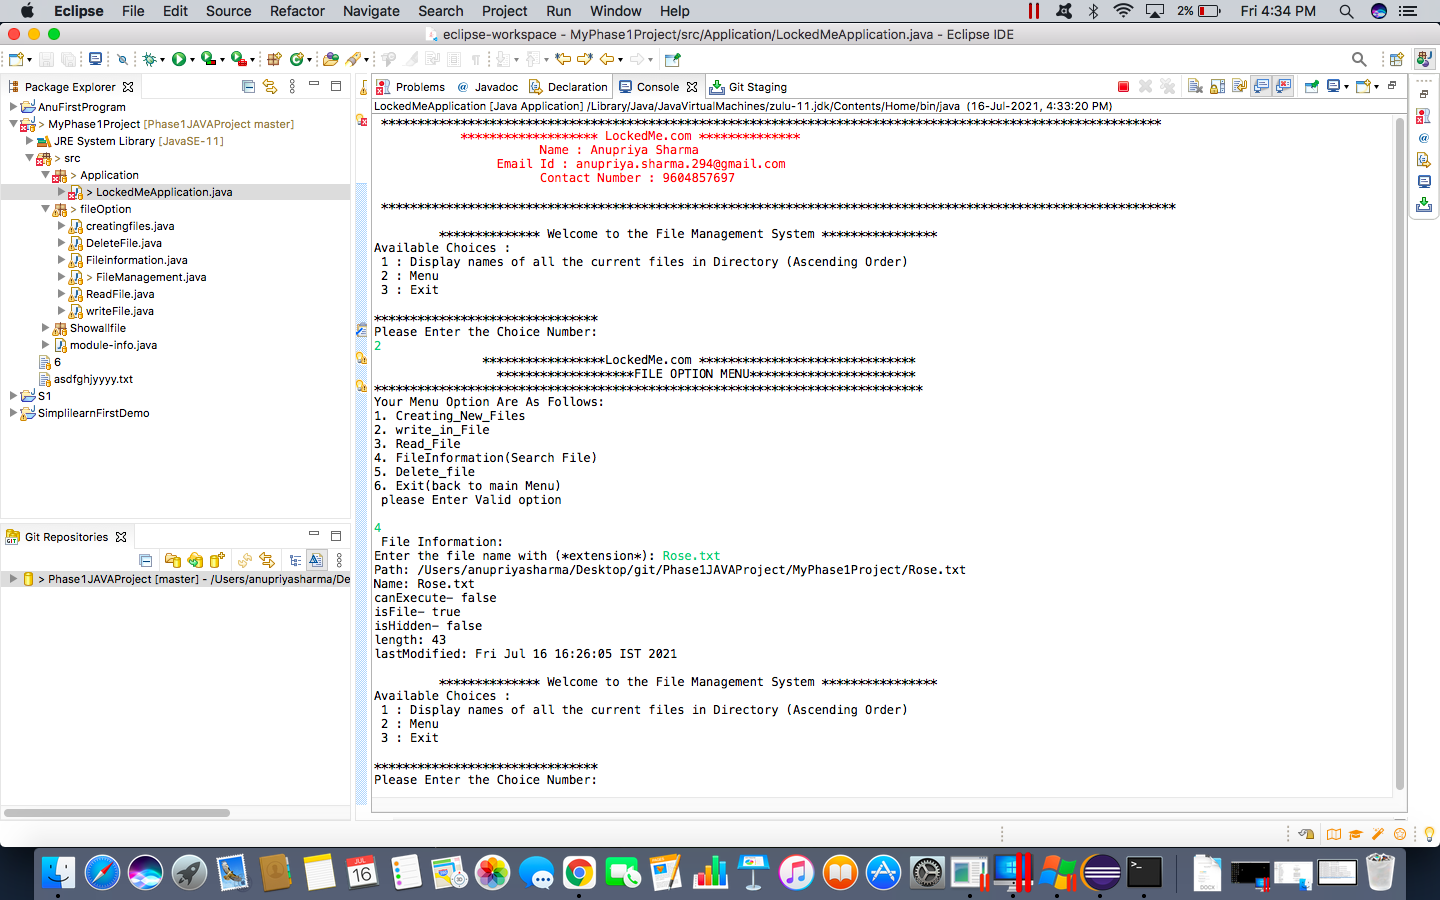 Eclipse File Edit Source Refactor Navigate Search Project Run Window Help 2% Fri 4:34 PM
eclipse-workspace - MyPhase1Project/src/Application/LockedMeApplication.java - Eclipse IDE
Package Explorer
AnuFirstProgram
> MyPhase1Project [Phase1JAVAProject master]
JRE System Library [JavaSE-11]
> src
> Application
> LockedMeApplication.java
> fileOption
creatingfiles.java
DeleteFile.java
Fileinformation.java
> FileManagement.java
ReadFile.java
writeFile.java
Showallfile
module-info.java
6
asdfghjyyyy.txt
S1
SimplilearnFirstDemo
Git Repositories
> Phase1JAVAProject [master] - /Users/anupriyasharma/De
Problems Javadoc Declaration Console Git Staging
LockedMeApplication [Java Application] /Library/Java/JavaVirtualMachines/zulu-11.jdk/Contents/Home/bin/java (16-Jul-2021, 4:33:20 PM)
************************************************************************************************************
******************* LockedMe.com **************
Name : Anupriya Sharma
Email Id : anupriya.sharma.294@gmail.com
Contact Number : 9604857697
**************************************************************************************************************
************** Welcome to the File Management System ****************
Available Choices :
1 : Display names of all the current files in Directory (Ascending Order)
2 : Menu
3 : Exit
*******************************
Please Enter the Choice Number:
2
*****************LockedMe.com ******************************
*******************FILE OPTION MENU***********************
****************************************************************************
Your Menu Option Are As Follows:
1. Creating_New_Files
2. write_in_File
3. Read_File
4. FileInformation(Search File)
5. Delete_file
6. Exit(back to main Menu)
please Enter Valid option
4
File Information:
Enter the file name with (*extension*): Rose.txt
Path: /Users/anupriyasharma/Desktop/git/Phase1JAVAProject/MyPhase1Project/Rose.txt
Name: Rose.txt
canExecute- false
isFile- true
isHidden- false
length: 43
lastModified: Fri Jul 16 16:26:05 IST 2021
************** Welcome to the File Management System ****************
Available Choices :
1 : Display names of all the current files in Directory (Ascending Order)
2 : Menu
3 : Exit
*******************************
Please Enter the Choice Number:
JUL
16
DOCX